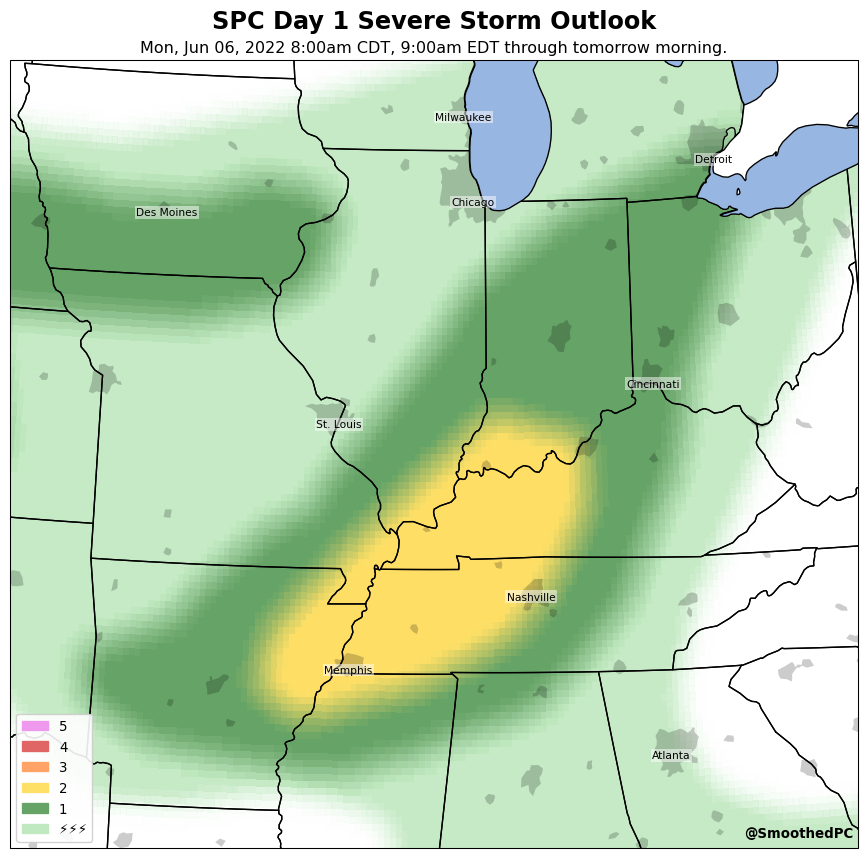 SPC Day 1 Severe Storm Outlook
Mon, Jun 06, 2022 8:00am CDT, 9:00am EDT through tomorrow morning.
Milwaukee
Detroit
Chicago
Des Moines
Cincinnati
St. Louis
Nashville
Memphis
Atlanta
5
4
3
2
1
⚡⚡⚡
@SmoothedPC